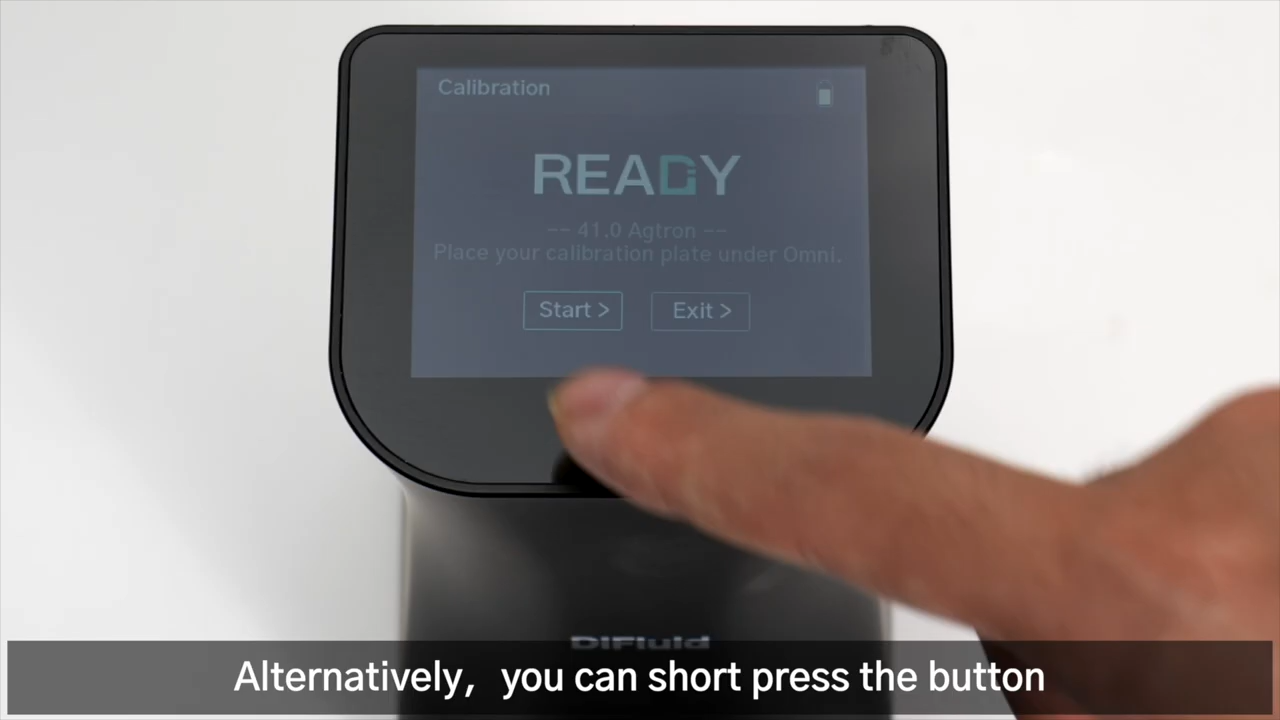 Calibration
READY
-- 41.0 Agtron --
Place your calibration plate under Omni.
Start >
Exit >
DiFluid
Alternatively, you can short press the button